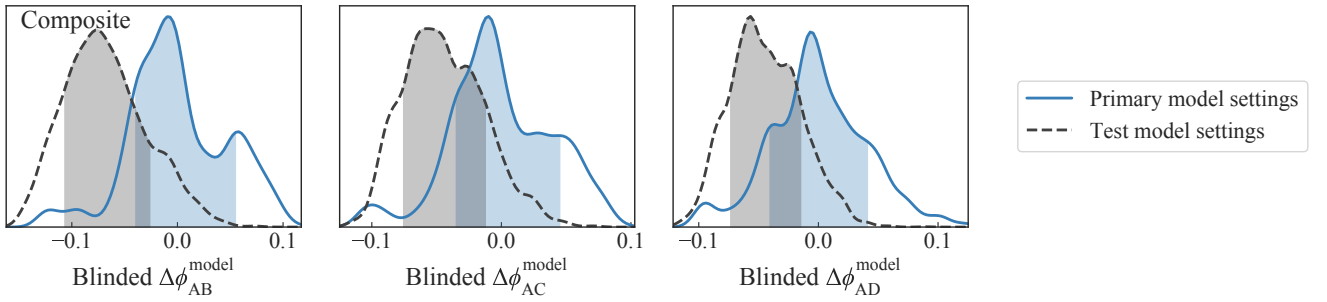 Composite
−0.1 0.0 0.1
Blinded Δϕ_AB^model
−0.1 0.0 0.1
Blinded Δϕ_AC^model
−0.1 0.0 0.1
Blinded Δϕ_AD^model
Primary model settings
Test model settings